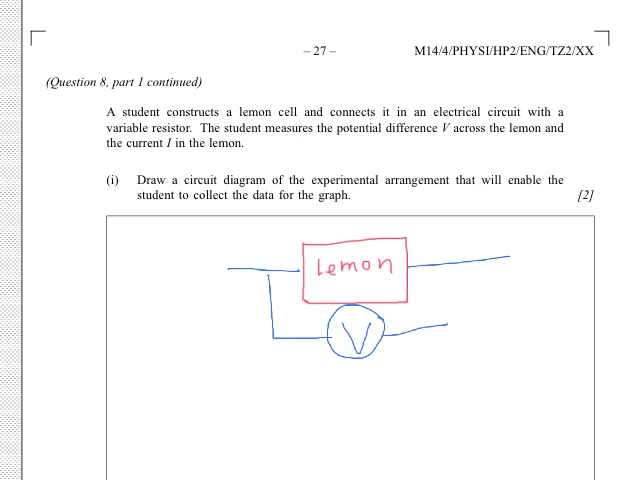 – 27 –
M14/4/PHYSI/HP2/ENG/TZ2/XX
(Question 8, part 1 continued)
A student constructs a lemon cell and connects it in an electrical circuit with a
variable resistor. The student measures the potential difference V across the lemon and
the current I in the lemon.
(i) Draw a circuit diagram of the experimental arrangement that will enable the
student to collect the data for the graph. [2]
Lemon
V